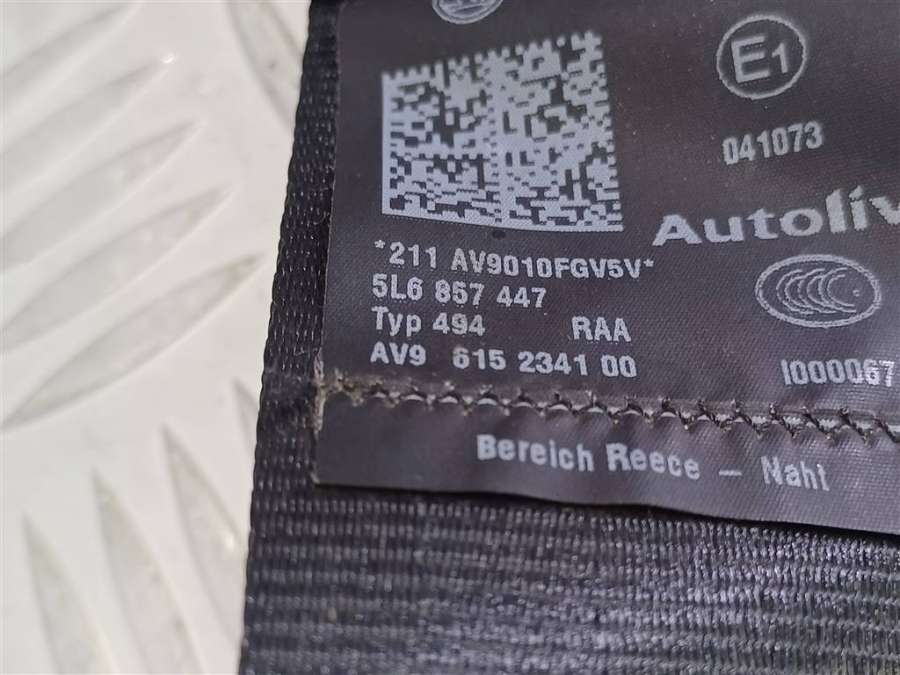 E1
041073
Autoliv
*211 AV9010FGV5V*
5L6 857 447
Typ 494 RAA
AV9 615 2341 00
I000067
Bereich Reece – Naht